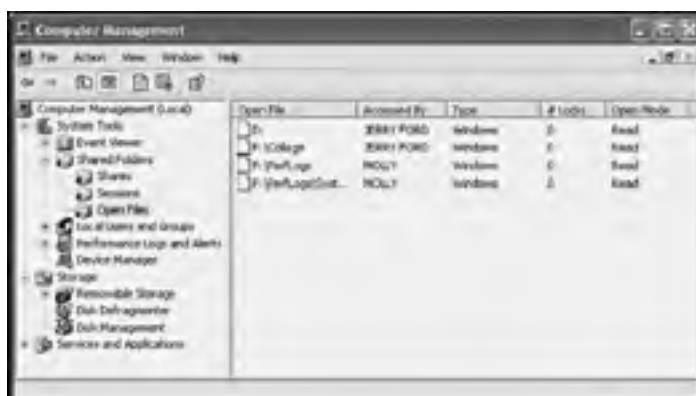 Computer Management
File Action View Window Help
Computer Management (Local)
System Tools
Event Viewer
Shared Folders
Shares
Sessions
Open Files
Local Users and Groups
Performance Logs and Alerts
Device Manager
Storage
Removable Storage
Disk Defragmenter
Disk Management
Services and Applications
Open File Accessed By Type # Locks Open Mode
JERRY FORD Windows 0 Read
F:\College JERRY FORD Windows 0 Read
F:\PerfLogs MOLLY Windows 0 Read
MOLLY Windows 0 Read